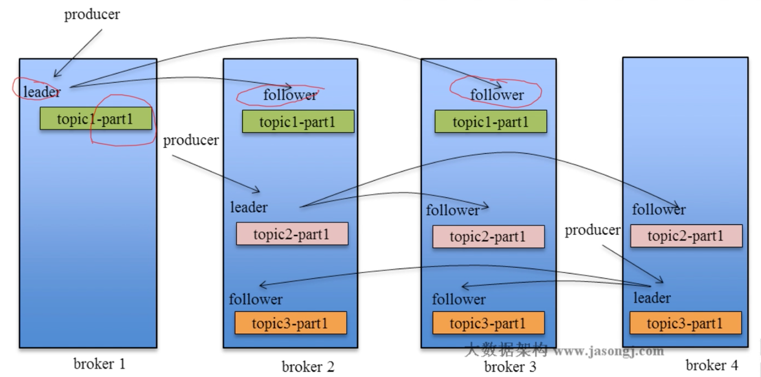 producer
leader
follower
follower
topic1-part1
topic1-part1
topic1-part1
producer
leader
follower
follower
topic2-part1
topic2-part1
topic2-part1
producer
follower
follower
leader
topic3-part1
topic3-part1
topic3-part1
大数据架构 www.jasongj.com
broker 1
broker 2
broker 3
broker 4